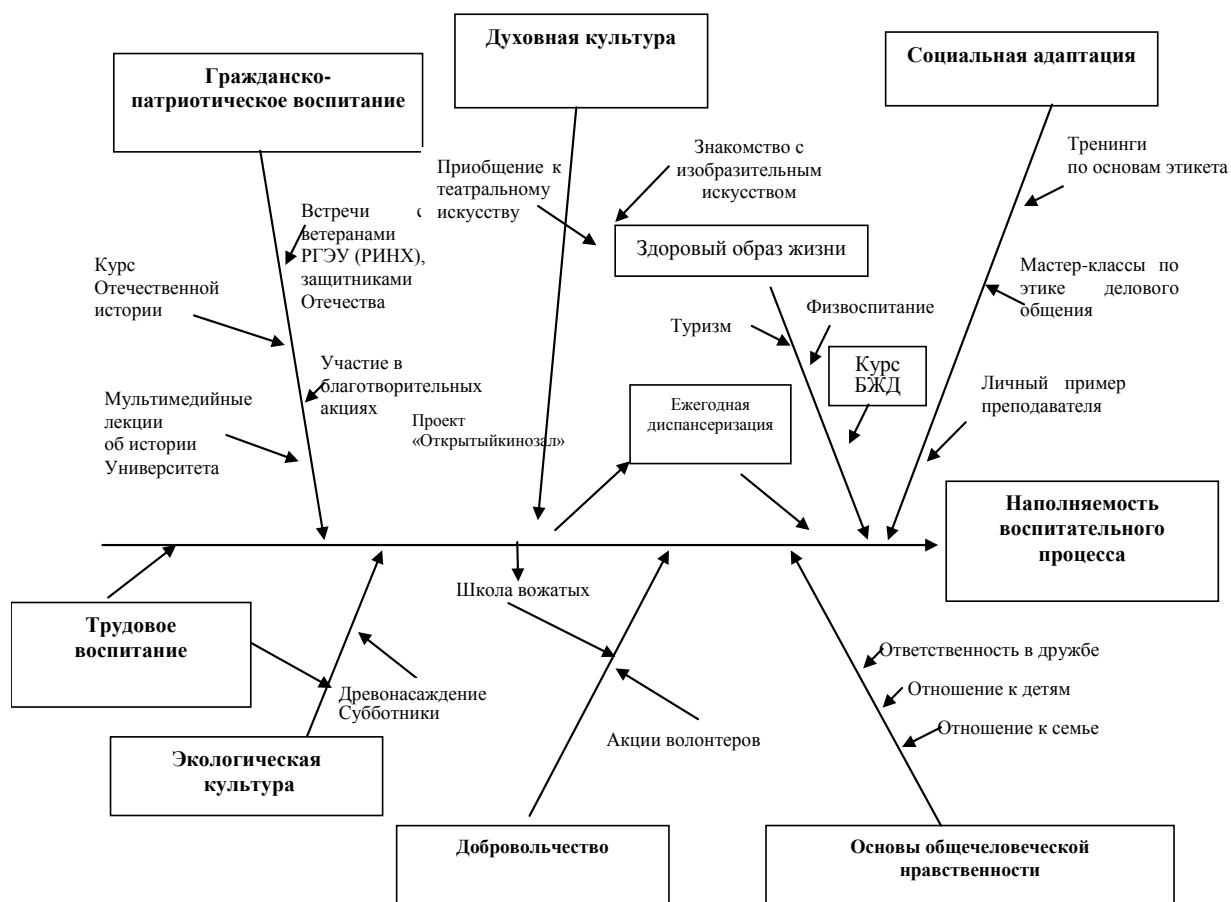 Духовная культура
Социальная адаптация
Гражданско-
патриотическое воспитание
Тренинги
по основам этикета
Знакомство с
изобразительным
искусством
Приобщение к
театральному
искусству
Встречи с
ветеранами
РГЭУ (РИНХ),
защитниками
Отечества
Здоровый образ жизни
Курс
Отечественной
истории
Мастер-классы по
этике делового
общения
Физвоспитание
Туризм
Курс
БЖД
Участие в
благотворительных
акциях
Личный пример
преподавателя
Мультимедийные
лекции
об истории
Университета
Проект
«Открытыйкинозал»
Ежегодная
диспансеризация
Наполняемость
воспитательного
процесса
Школа вожатых
Трудовое
воспитание
Ответственность в дружбе
Отношение к детям
Отношение к семье
Древонасаждение
Субботники
Акции волонтеров
Экологическая
культура
Добровольчество
Основы общечеловеческой
нравственности